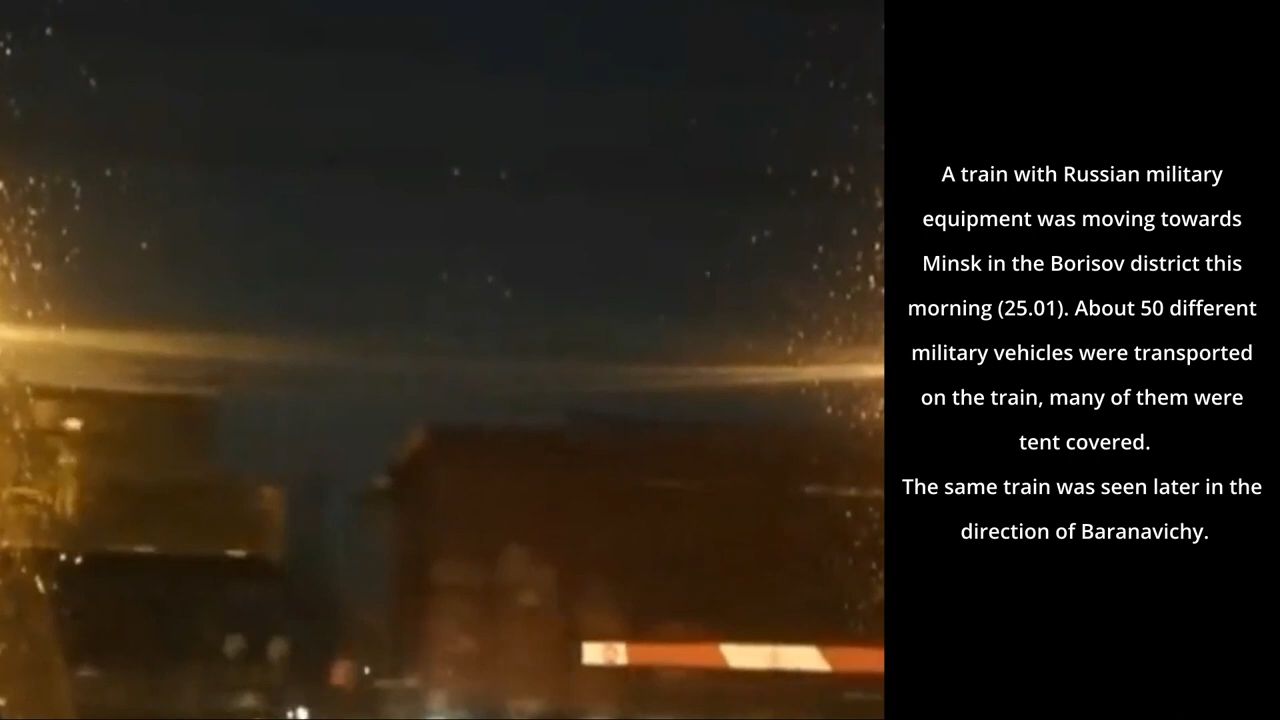 A train with Russian military
equipment was moving towards
Minsk in the Borisov district this
morning (25.01). About 50 different
military vehicles were transported
on the train, many of them were
tent covered.
The same train was seen later in the
direction of Baranavichy.